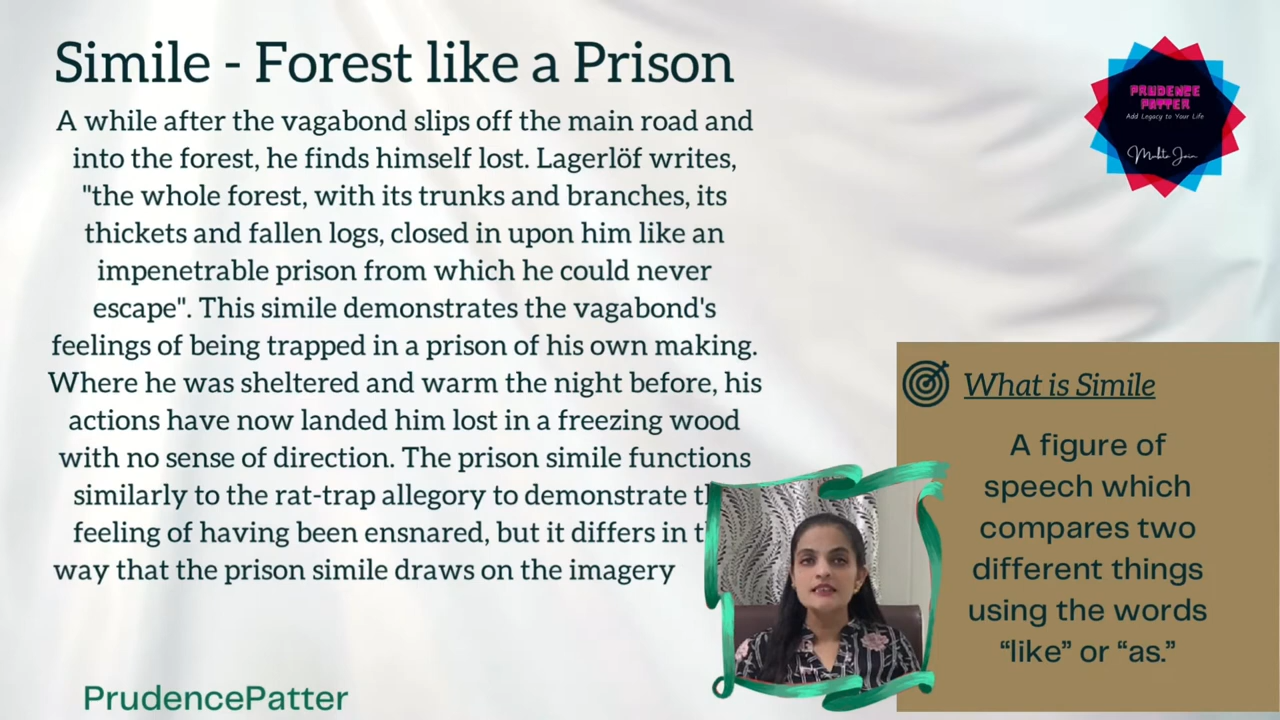 Simile - Forest like a Prison
A while after the vagabond slips off the main road and
into the forest, he finds himself lost. Lagerlöf writes,
"the whole forest, with its trunks and branches, its
thickets and fallen logs, closed in upon him like an
impenetrable prison from which he could never
escape". This simile demonstrates the vagabond's
feelings of being trapped in a prison of his own making.
Where he was sheltered and warm the night before, his
actions have now landed him lost in a freezing wood
with no sense of direction. The prison simile functions
similarly to the rat-trap allegory to demonstrate
feeling of having been ensnared, but it differs in
way that the prison simile draws on the imagery
PrudencePatter
PRUDENCE
PATTER
Add Legacy to Your Life
Mukta Jain
What is Simile
A figure of
speech which
compares two
different things
using the words
“like” or “as.”